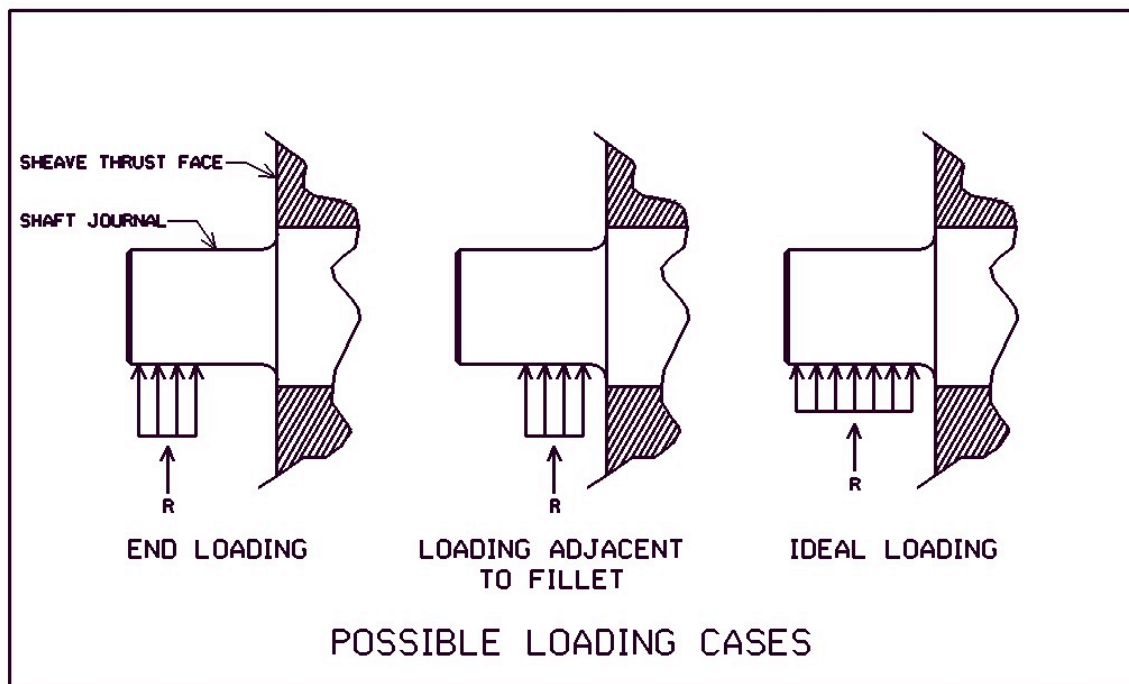 SHEAVE THRUST FACE
SHAFT JOURNAL
R
R
R
END LOADING
LOADING ADJACENT
TO FILLET
IDEAL LOADING
POSSIBLE LOADING CASES